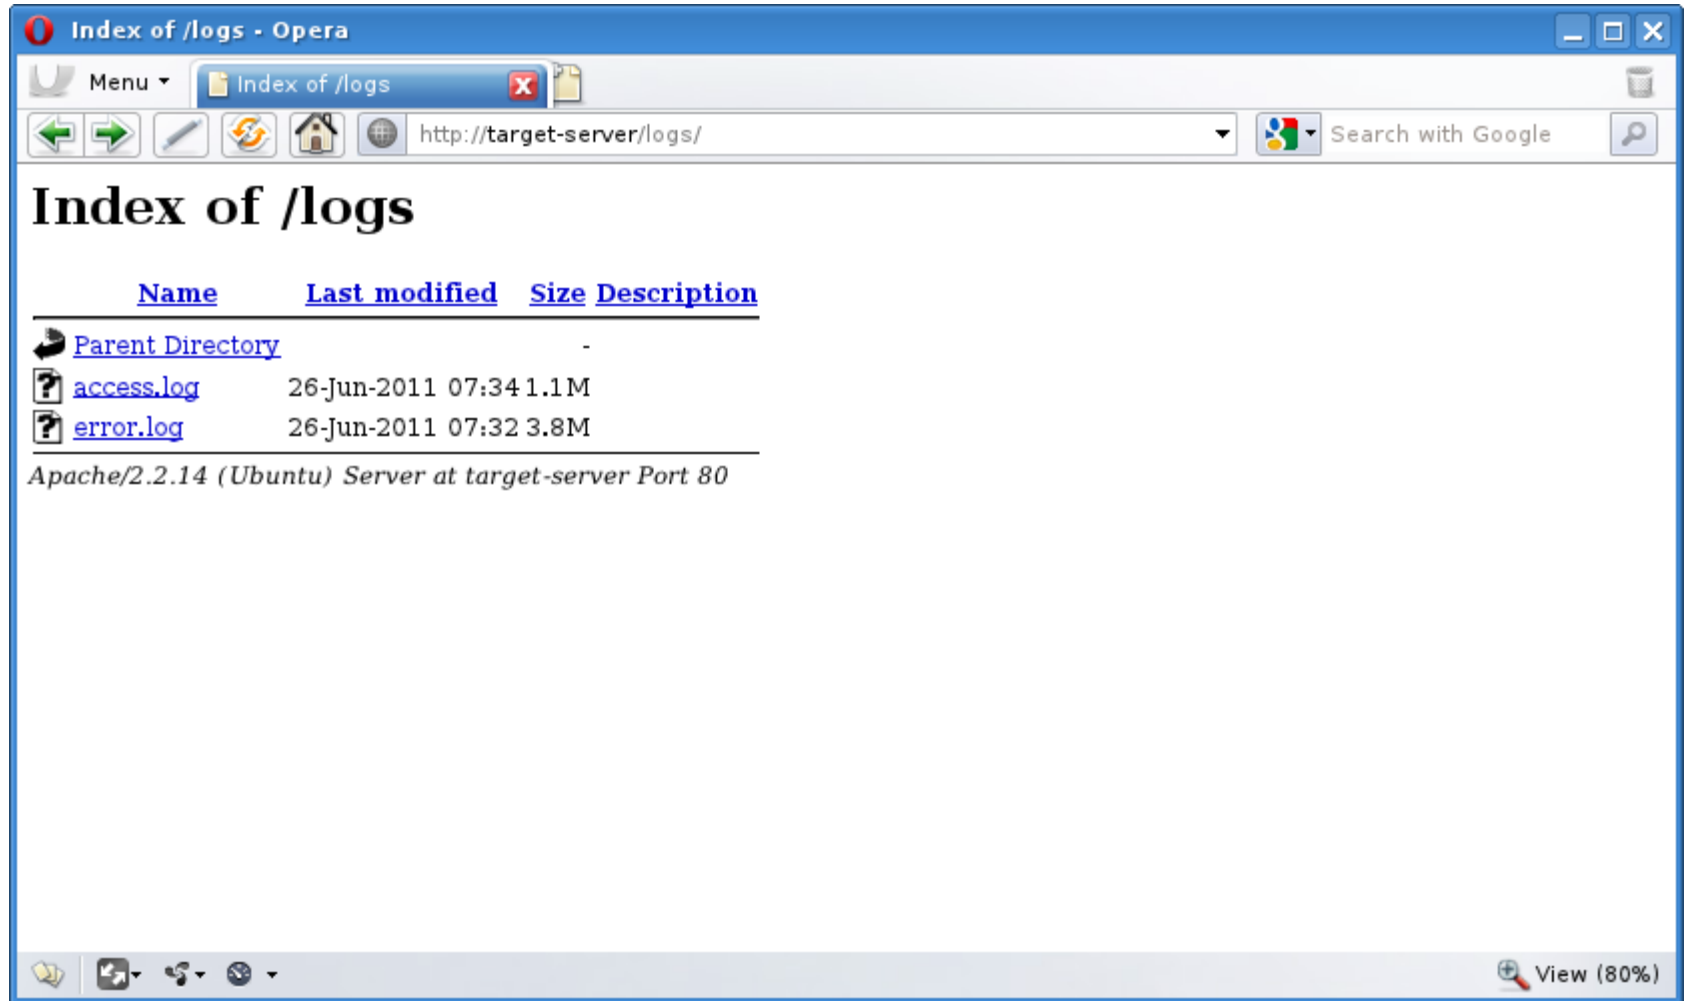 Index of /logs - Opera
Menu
Index of /logs
http://target-server/logs/
Search with Google
Index of /logs
Name Last modified Size Description
Parent Directory -
access.log 26-Jun-2011 07:34 1.1M
error.log 26-Jun-2011 07:32 3.8M
Apache/2.2.14 (Ubuntu) Server at target-server Port 80
View (80%)